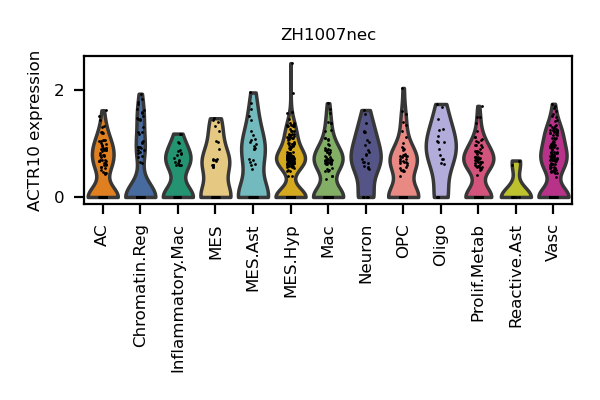 ZH1007nec
ACTR10 expression
2
0
AC
Chromatin.Reg
Inflammatory.Mac
MES
MES.Ast
MES.Hyp
Mac
Neuron
OPC
Oligo
Prolif.Metab
Reactive.Ast
Vasc